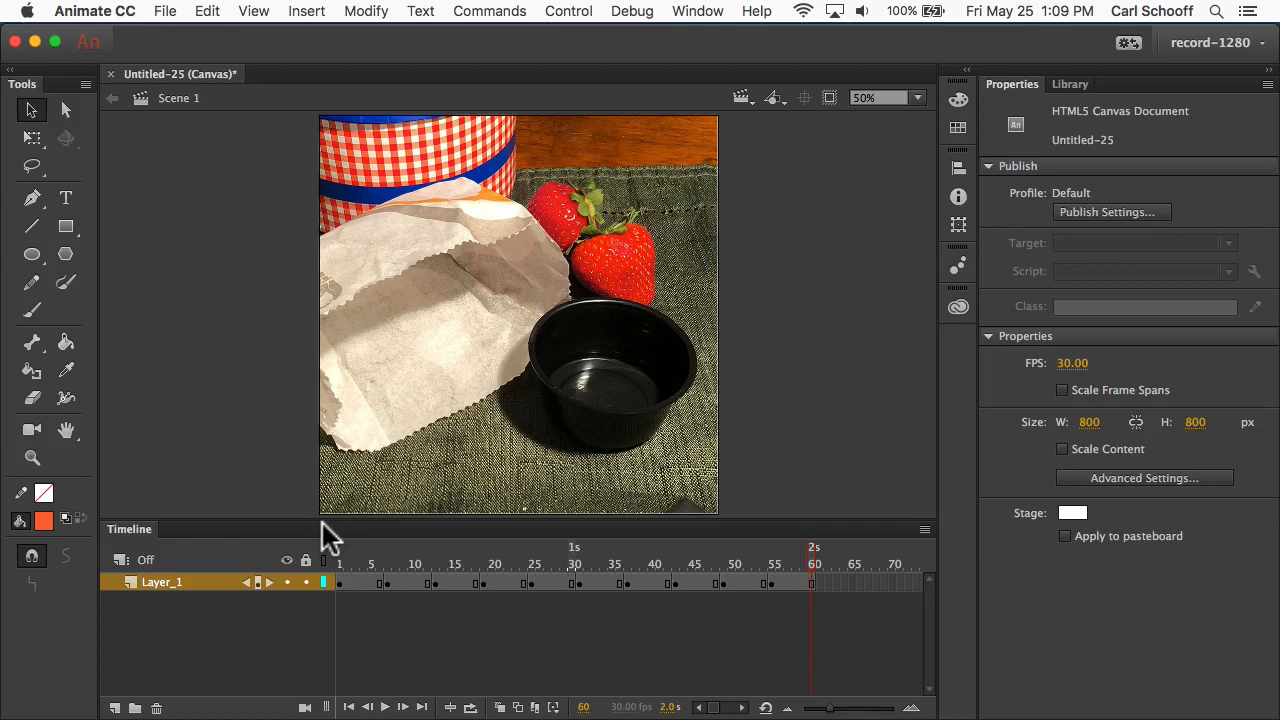 Animate CC File Edit View Insert Modify Text Commands Control Debug Window Help 100% Fri May 25 1:09 PM Carl Schooff
An record-1280
Tools
Untitled-25 (Canvas)*
Properties Library
Scene 1
50%
An
HTML5 Canvas Document
Untitled-25
Publish
Profile: Default
Publish Settings...
Target:
Script:
Class:
Properties
FPS: 30.00
Scale Frame Spans
Size: W: 800 H: 800 px
Scale Content
Advanced Settings...
Stage:
Apply to pasteboard
T
Timeline
1s 2s
Off
1 5 10 15 20 25 30 35 40 45 50 55 60 65 70
Layer_1
60 30.00 fps 2.0 s